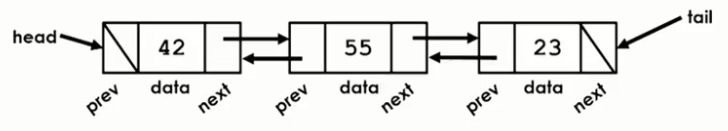 tail
head
42 55 23
prev data next prev data next prev data next